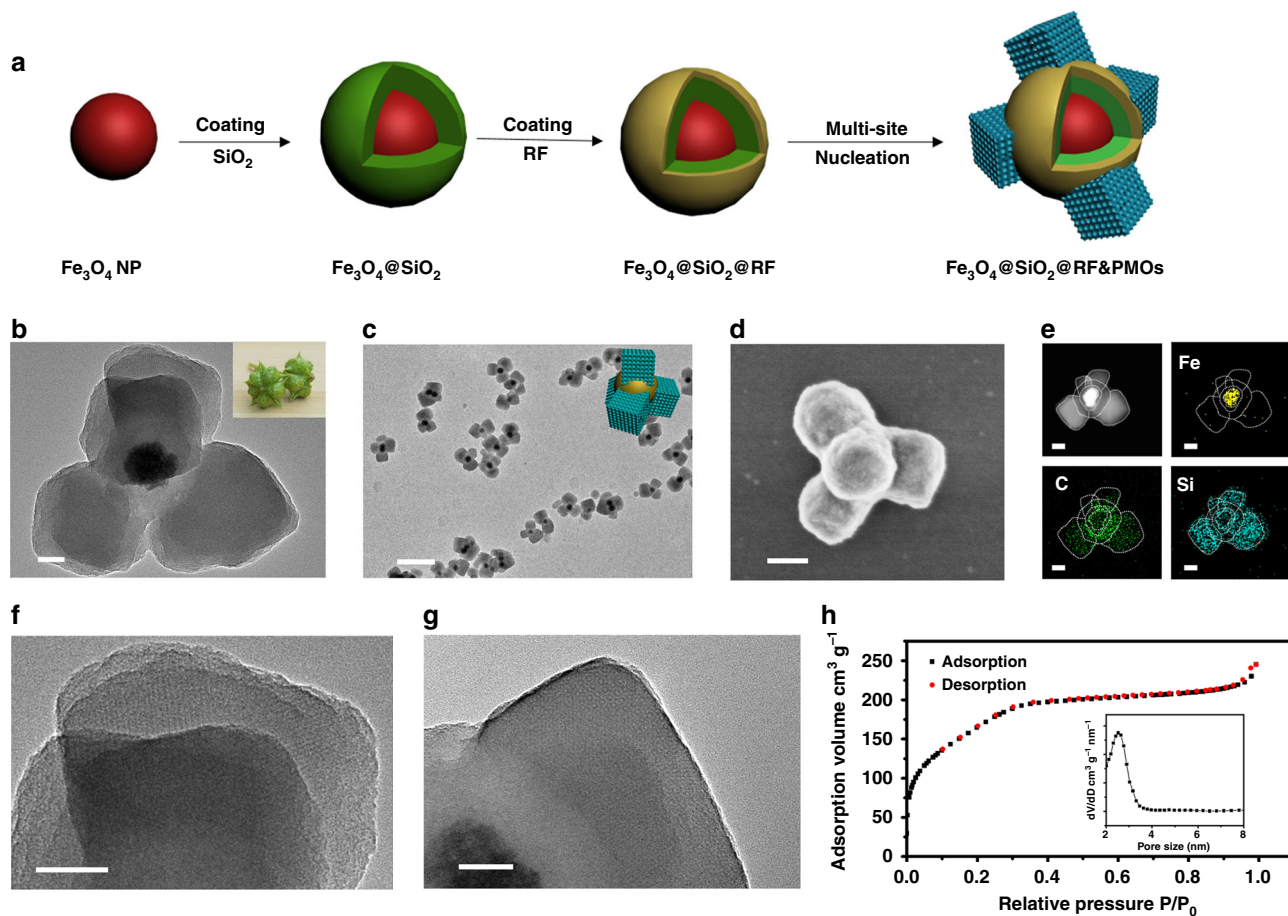 a
Coating
SiO₂
Coating
RF
Multi-site
Nucleation
Fe₃O₄ NP
Fe₃O₄@SiO₂
Fe₃O₄@SiO₂@RF
Fe₃O₄@SiO₂@RF&PMOs
b
c
d
e
Fe
C
Si
f
g
h
Adsorption volume cm³ g⁻¹
250
200
150
100
50
0
Adsorption
Desorption
dV/dD cm³ g⁻¹ nm⁻¹
2 4 6 8
Pore size (nm)
0.0 0.2 0.4 0.6 0.8 1.0
Relative pressure P/P₀